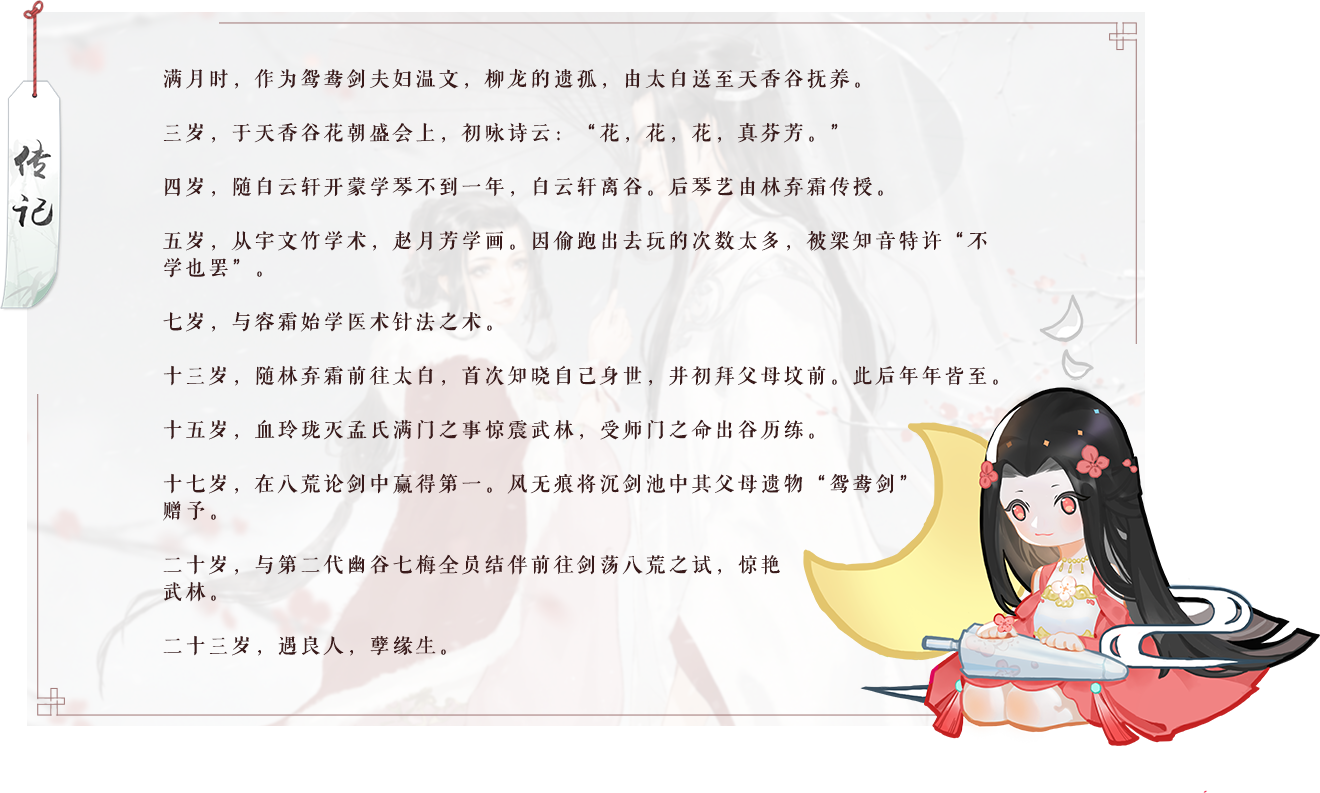 传记
满月时，作为鸳鸯剑夫妇温文，柳龙的遗孤，由太白送至天香谷抚养。
三岁，于天香谷花朝盛会上，初咏诗云：“花，花，花，真芬芳。”
四岁，随白云轩开蒙学琴不到一年，白云轩离谷。后琴艺由林弃霜传授。
五岁，从宇文竹学术，赵月芳学画。因偷跑出去玩的次数太多，被梁知音特许“不
学也罢”。
七岁，与容霜始学医术针法之术。
十三岁，随林弃霜前往太白，首次知晓自己身世，并初拜父母坟前。此后年年皆至。
十五岁，血玲珑灭孟氏满门之事惊震武林，受师门之命出谷历练。
十七岁，在八荒论剑中赢得第一。风无痕将沉剑池中其父母遗物“鸳鸯剑”
赠予。
二十岁，与第二代幽谷七梅全员结伴前往剑荡八荒之试，惊艳
武林。
二十三岁，遇良人，孽缘生。